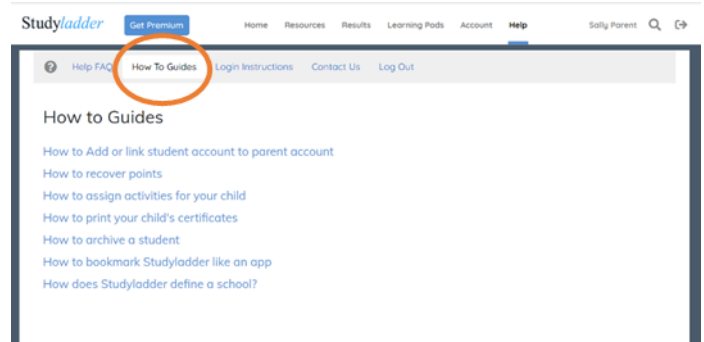 Studyladder Get Premium Home Resources Results Learning Pods Account Help Sally Parent
Help FAQ How To Guides Login Instructions Contact Us Log Out
How to Guides
How to Add or link student account to parent account
How to recover points
How to assign activities for your child
How to print your child's certificates
How to archive a student
How to bookmark Studyladder like an app
How does Studyladder define a school?